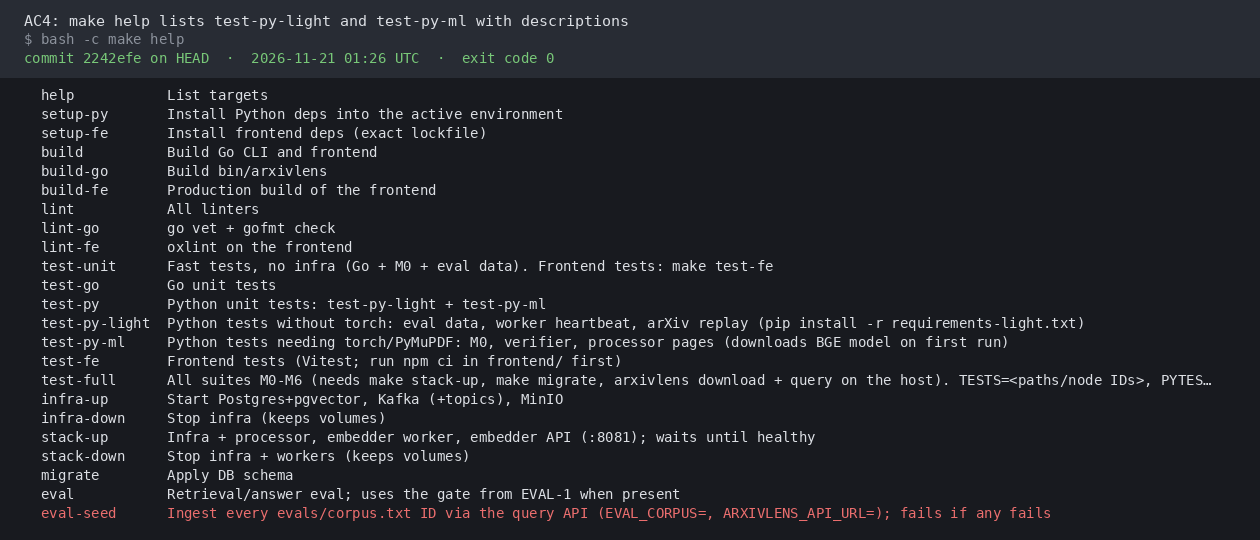 AC4: make help lists test-py-light and test-py-ml with descriptions
$ bash -c make help
commit 2242efe on HEAD · 2026-11-21 01:26 UTC · exit code 0
help List targets
setup-py Install Python deps into the active environment
setup-fe Install frontend deps (exact lockfile)
build Build Go CLI and frontend
build-go Build bin/arxivlens
build-fe Production build of the frontend
lint All linters
lint-go go vet + gofmt check
lint-fe oxlint on the frontend
test-unit Fast tests, no infra (Go + M0 + eval data). Frontend tests: make test-fe
test-go Go unit tests
test-py Python unit tests: test-py-light + test-py-ml
test-py-light Python tests without torch: eval data, worker heartbeat, arXiv replay (pip install -r requirements-light.txt)
test-py-ml Python tests needing torch/PyMuPDF: M0, verifier, processor pages (downloads BGE model on first run)
test-fe Frontend tests (Vitest; run npm ci in frontend/ first)
test-full All suites M0-M6 (needs make stack-up, make migrate, arxivlens download + query on the host). TESTS=<paths/node IDs>, PYTES…
infra-up Start Postgres+pgvector, Kafka (+topics), MinIO
infra-down Stop infra (keeps volumes)
stack-up Infra + processor, embedder worker, embedder API (:8081); waits until healthy
stack-down Stop infra + workers (keeps volumes)
migrate Apply DB schema
eval Retrieval/answer eval; uses the gate from EVAL-1 when present
eval-seed Ingest every evals/corpus.txt ID via the query API (EVAL_CORPUS=, ARXIVLENS_API_URL=); fails if any fails